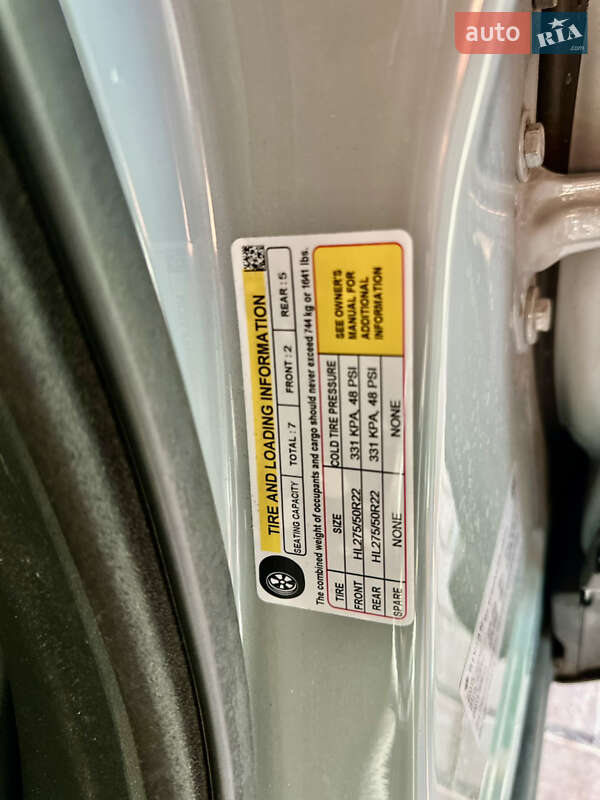 auto RIA.com
TIRE AND LOADING INFORMATION
SEATING CAPACITY TOTAL : 7 FRONT : 2 REAR : 5
The combined weight of occupants and cargo should never exceed 744 kg or 1641 lbs.
TIRE SIZE COLD TIRE PRESSURE
FRONT HL275/50R22 331 KPA, 48 PSI
REAR HL275/50R22 331 KPA, 48 PSI
SPARE NONE NONE
SEE OWNER'S
MANUAL FOR
ADDITIONAL
INFORMATION